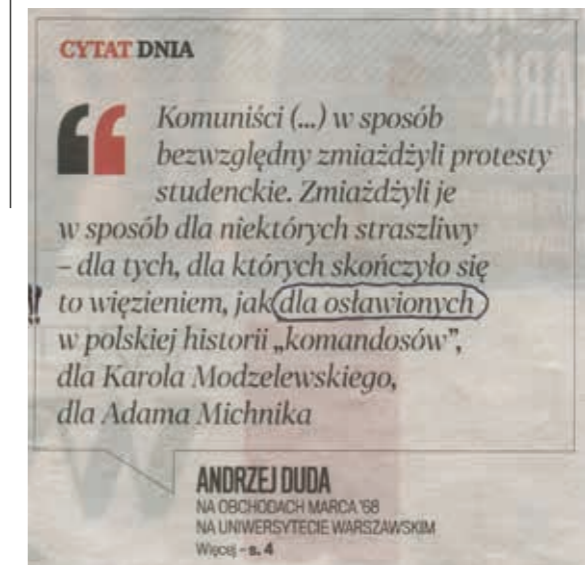 CYTAT DNIA
Komuniści (...) w sposób
bezwzględny zmiażdżyli protesty
studenckie. Zmiażdżyli je
w sposób dla niektórych straszliwy
– dla tych, dla których skończyło się
!! to więzieniem, jak dla osławionych
w polskiej historii „komandosów”,
dla Karola Modzelewskiego,
dla Adama Michnika
ANDRZEJ DUDA
NA OBCHODACH MARCA '68
NA UNIWERSYTECIE WARSZAWSKIM
Więcej – s. 4